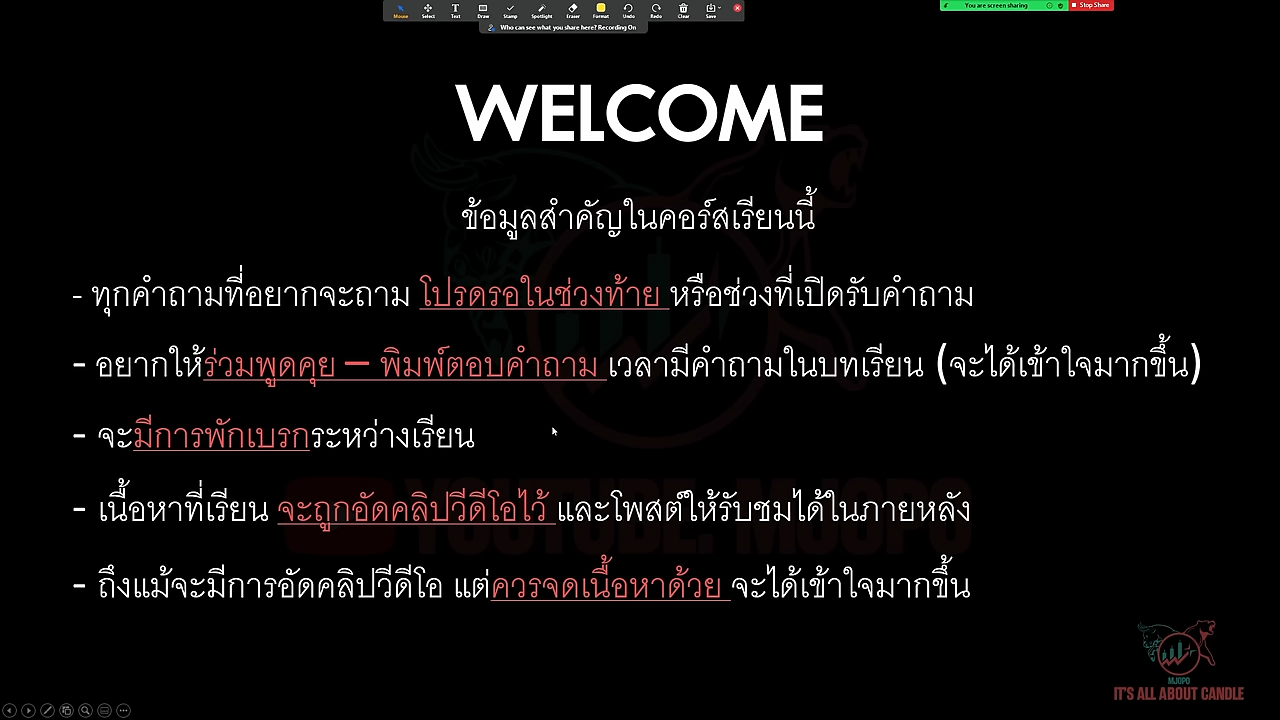 Mouse Select Text Draw Stamp Spotlight Eraser Format Undo Redo Clear Save
You are screen sharing Stop Share
Who can see what you share here? Recording On
WELCOME
ข้อมูลสำคัญในคอร์สเรียนนี้
- ทุกคำถามที่อยากจะถาม โปรดรอในช่วงท้าย หรือช่วงที่เปิดรับคำถาม
- อยากให้ร่วมพูดคุย – พิมพ์ตอบคำถาม เวลามีคำถามในบทเรียน (จะได้เข้าใจมากขึ้น)
- จะมีการพักเบรกระหว่างเรียน
- เนื้อหาที่เรียน จะถูกอัดคลิปวีดีโอไว้ และโพสต์ให้รับชมได้ในภายหลัง
YOUTUBE: MJOPO
- ถึงแม้จะมีการอัดคลิปวีดีโอ แต่ควรจดเนื้อหาด้วย จะได้เข้าใจมากขึ้น
MJOPO
IT'S ALL ABOUT CANDLE